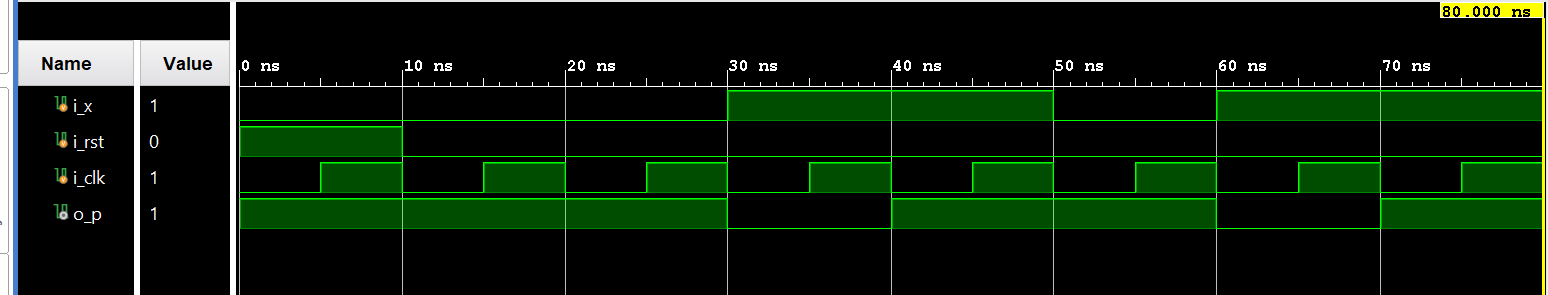 80.000 ns
Name Value
0 ns 10 ns 20 ns 30 ns 40 ns 50 ns 60 ns 70 ns
i_x 1
i_rst 0
i_clk 1
o_p 1